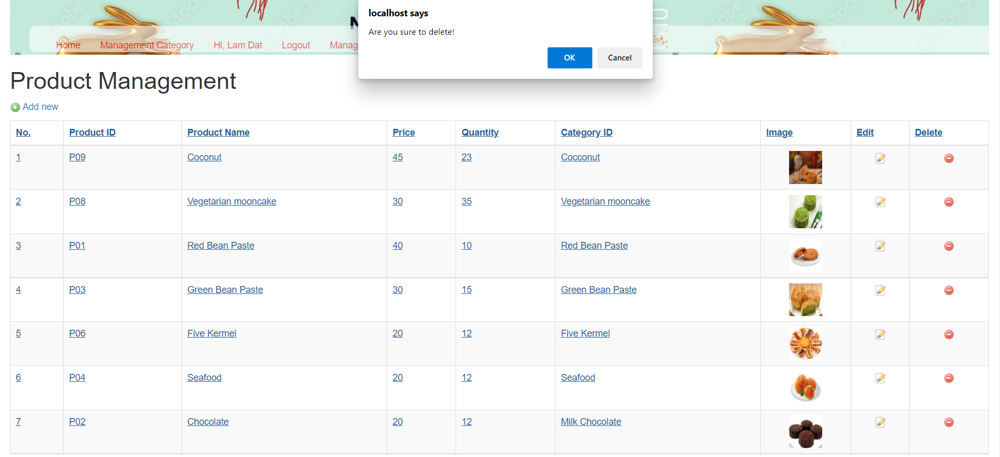 localhost says
Are you sure to delete!
OK Cancel
Home Management Category Hi, Lam Dat Logout Manag
Product Management
Add new
No. Product ID Product Name Price Quantity Category ID Image Edit Delete
1 P09 Coconut 45 23 Cocconut
2 P08 Vegetarian mooncake 30 35 Vegetarian mooncake
3 P01 Red Bean Paste 40 10 Red Bean Paste
4 P03 Green Bean Paste 30 15 Green Bean Paste
5 P06 Five Kermel 20 12 Five Kermel
6 P04 Seafood 20 12 Seafood
7 P02 Chocolate 20 12 Milk Chocolate